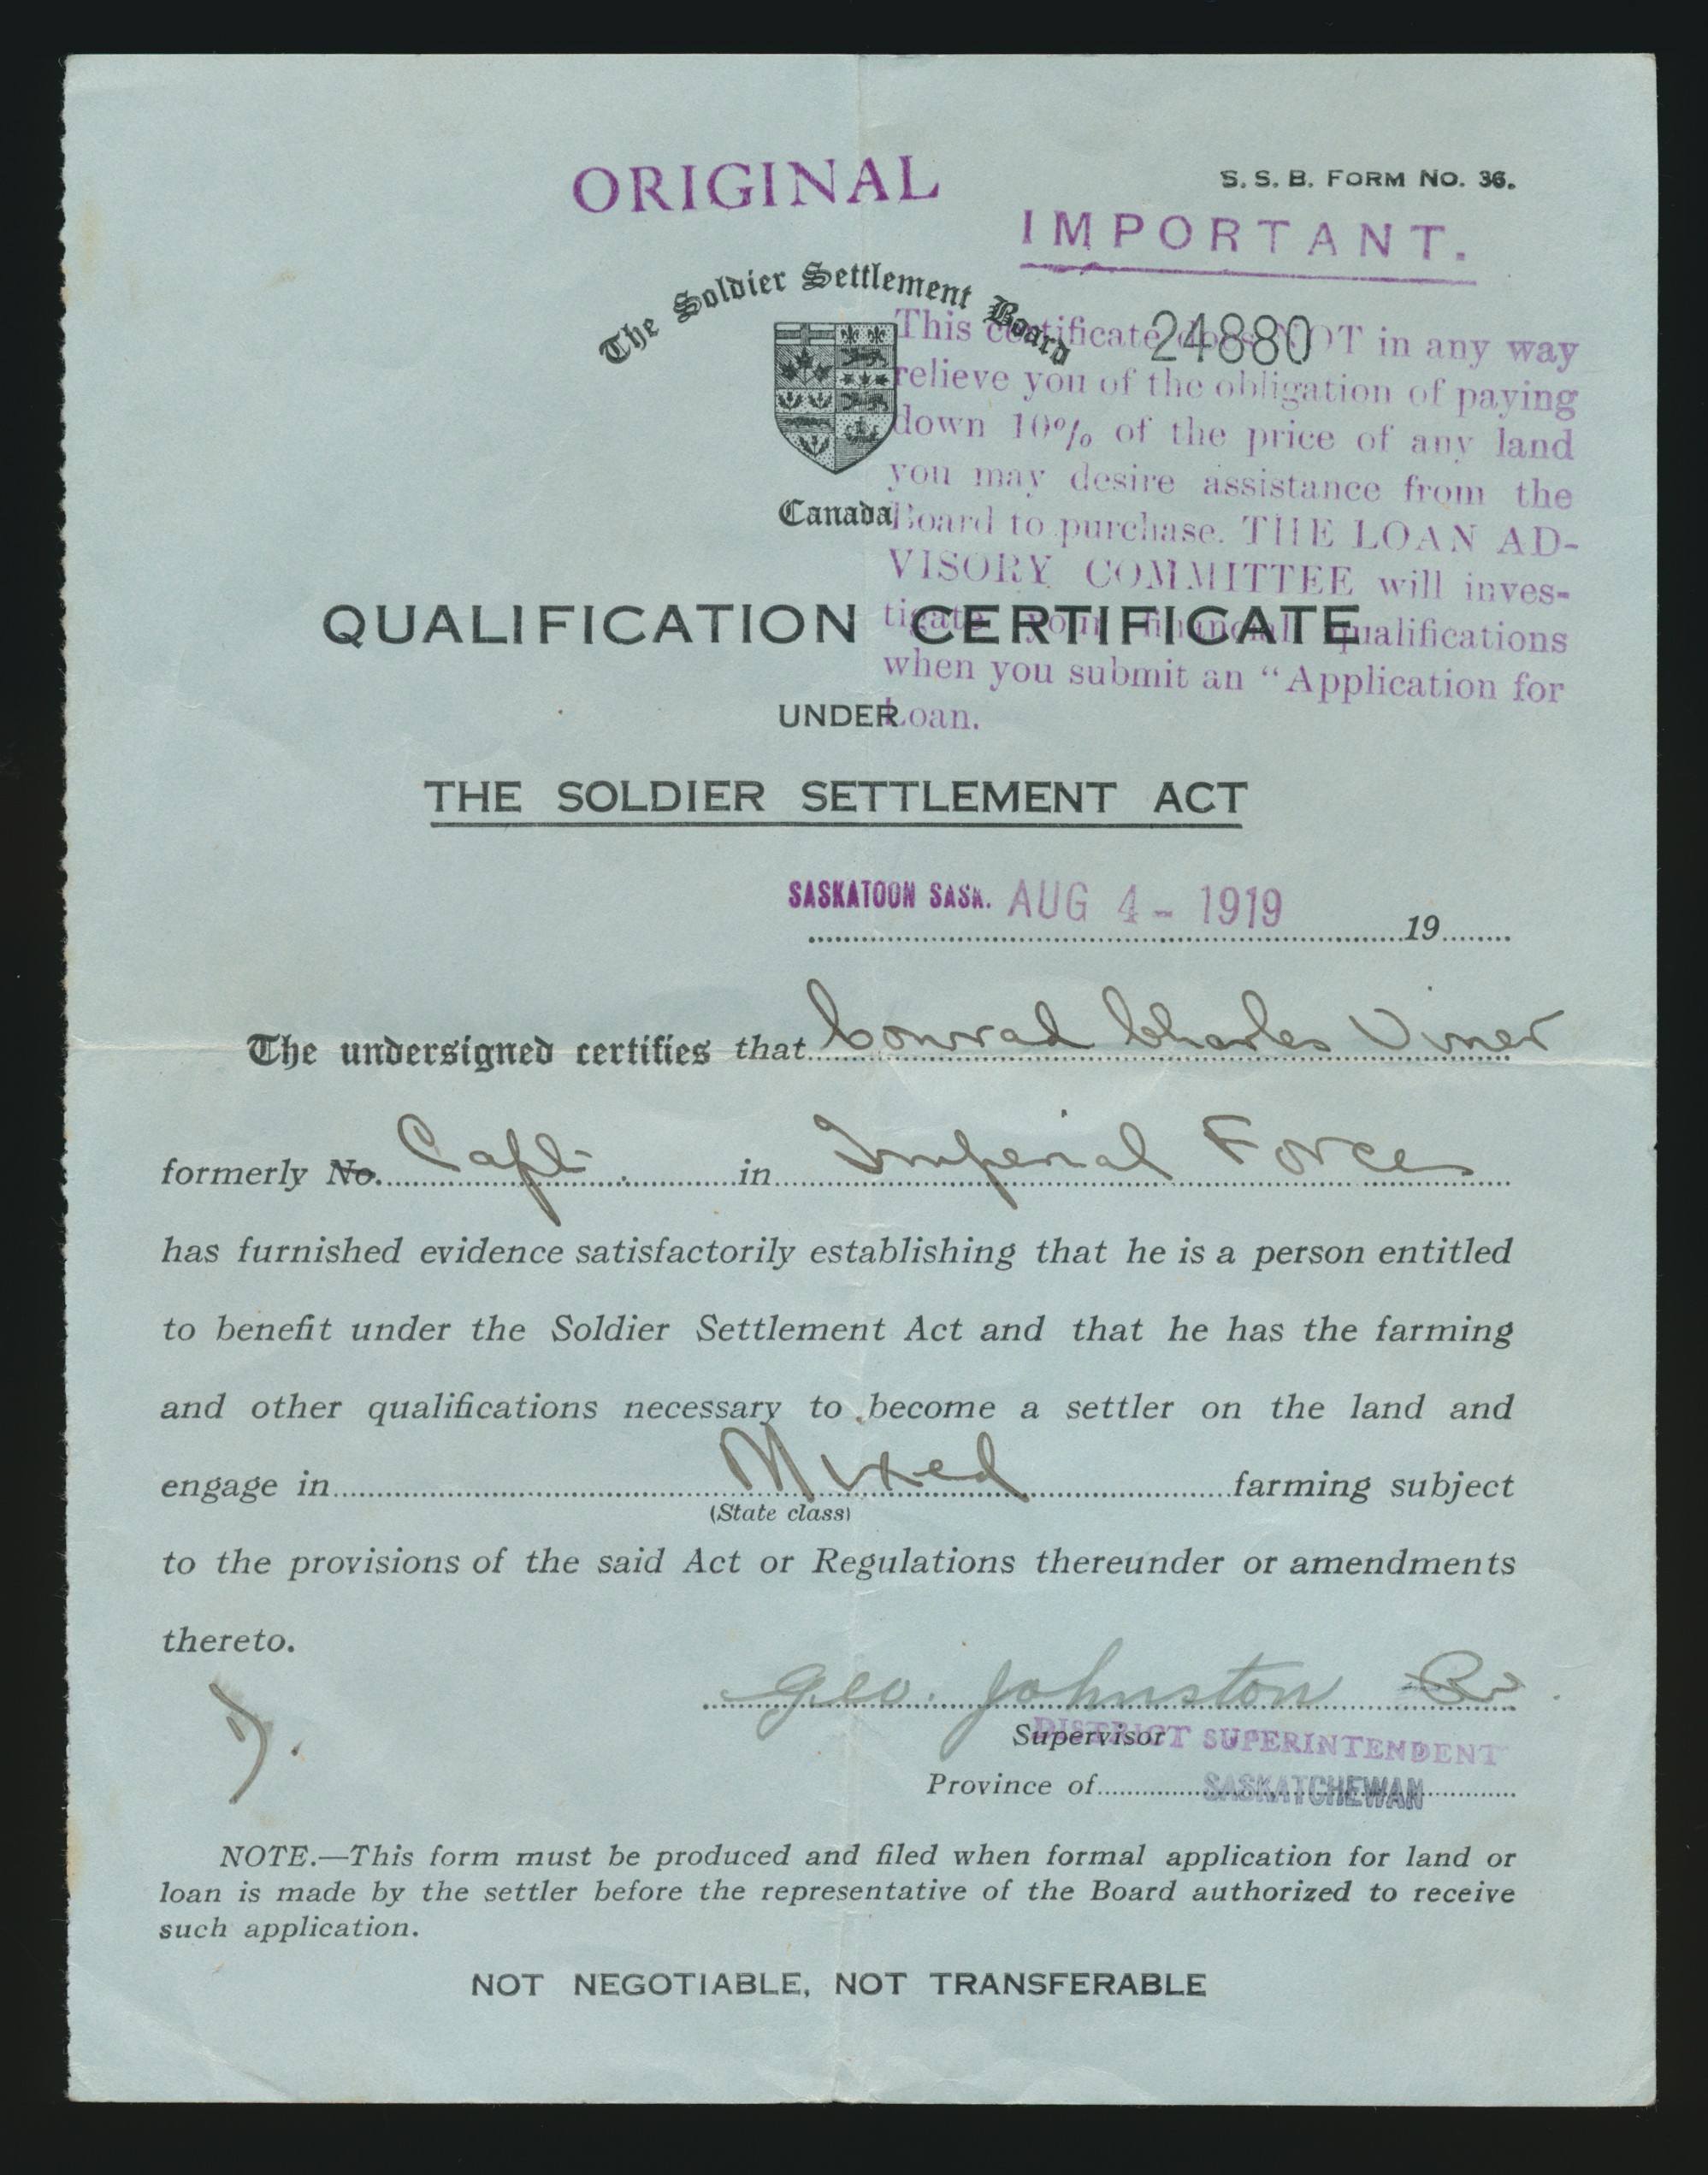 ORIGINAL
S. S. B. FORM NO. 36.
IMPORTANT.
The Soldier Settlement Board
24880
This certificate does NOT in any way
relieve you of the obligation of paying
down 10% of the price of any land
you may desire assistance from the
Board to purchase. THE LOAN AD-
VISORY COMMITTEE will inves-
tigate your financial qualifications
when you submit an “Application for
Loan.
Canada
QUALIFICATION CERTIFICATE
UNDER
THE SOLDIER SETTLEMENT ACT
SASKATOON SASK. AUG 4 - 1919
19
The undersigned certifies that Conrad Charles Viner
formerly No. Capt. in Imperial Forces
has furnished evidence satisfactorily establishing that he is a person entitled
to benefit under the Soldier Settlement Act and that he has the farming
and other qualifications necessary to become a settler on the land and
engage in Mixed farming subject
(State class)
to the provisions of the said Act or Regulations thereunder or amendments
thereto.
Geo. Johnston
Supervisor DISTRICT SUPERINTENDENT
Province of SASKATCHEWAN
NOTE.—This form must be produced and filed when formal application for land or
loan is made by the settler before the representative of the Board authorized to receive
such application.
NOT NEGOTIABLE, NOT TRANSFERABLE